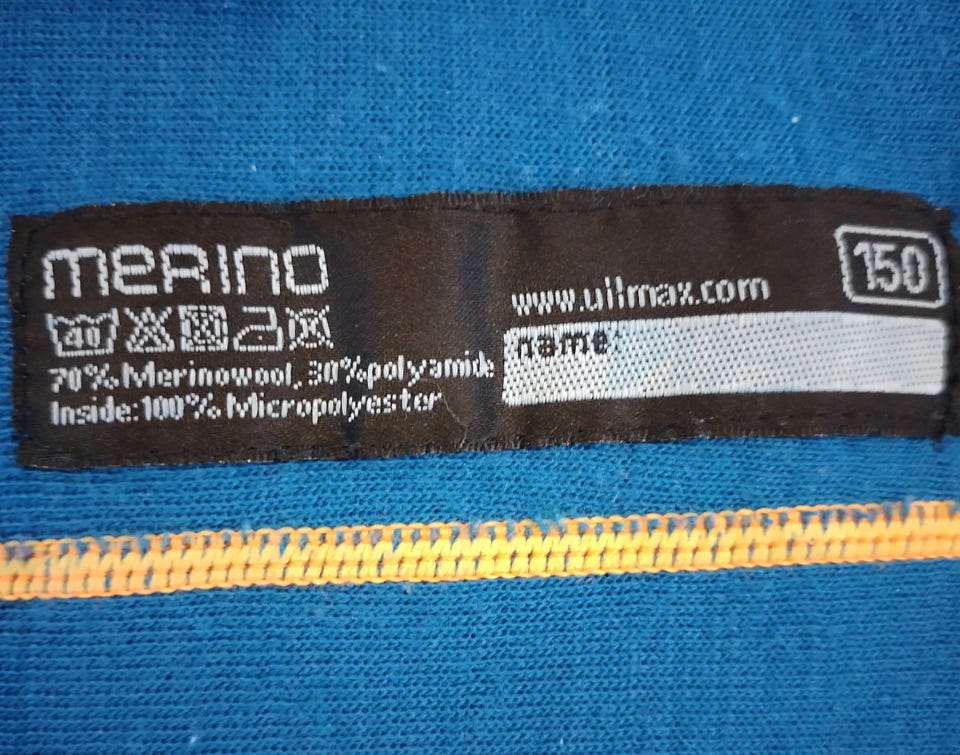 merino
40
70% Merinowool, 30% polyamide
Inside: 100% Micropolyester
150
www.ullmax.com
name